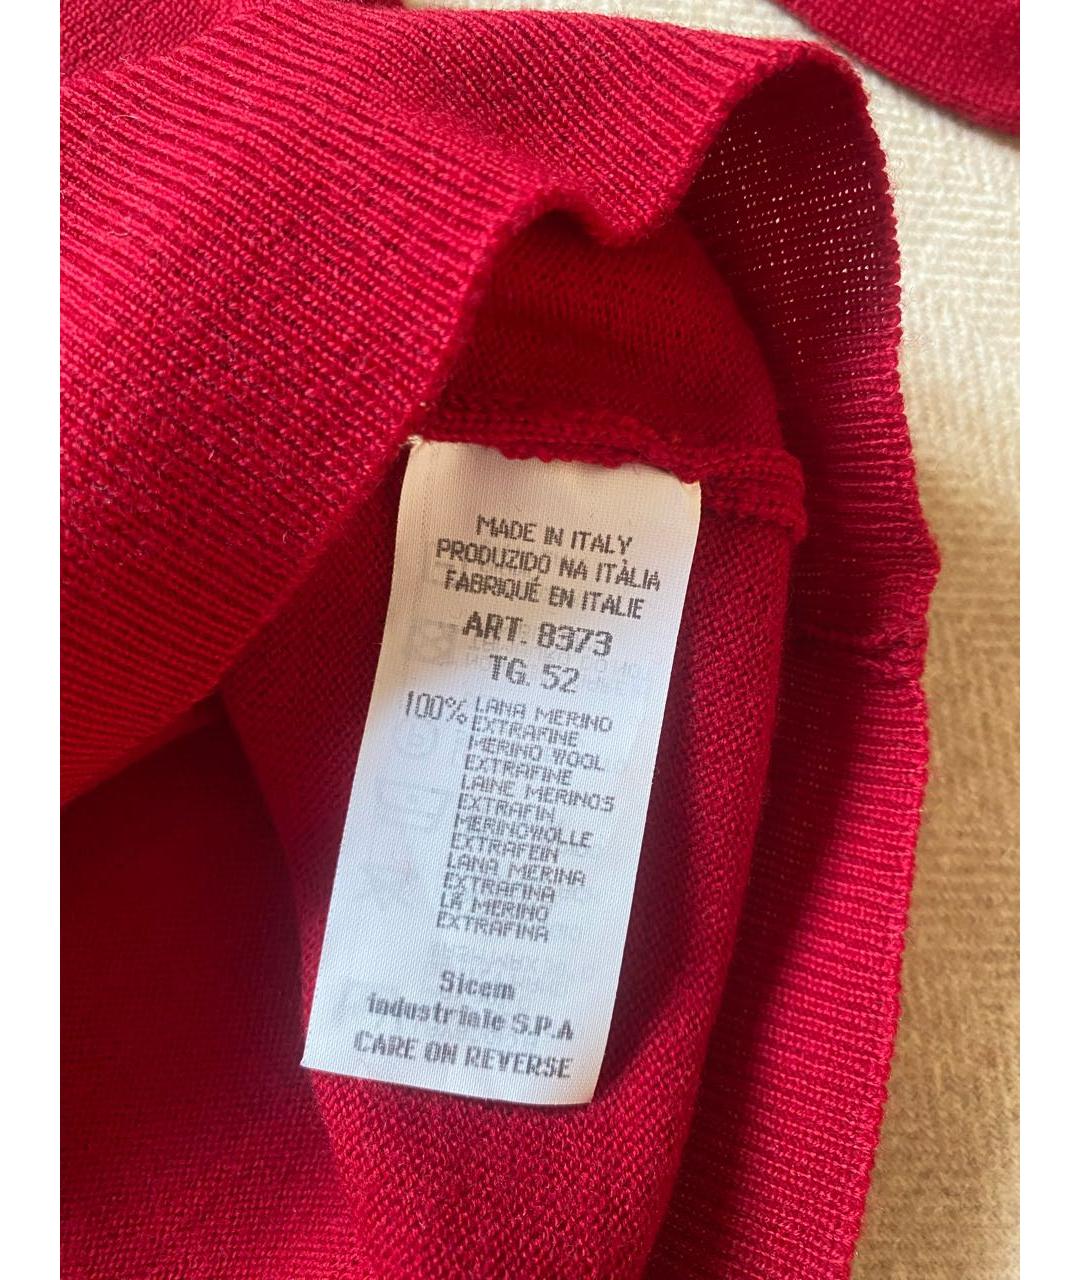 MADE IN ITALY
PRODUZIDO NA ITÀLIA
FABRIQUÉ EN ITALIE
ART. 8373
TG. 52
100% LANA MERINO
EXTRAFINE
MERINO WOOL
EXTRAFINE
LAINE MERINOS
EXTRAFIN
MERINOWOLLE
EXTRAFEIN
LANA MERINA
EXTRAFINA
LÃ MERINO
EXTRAFINA
Sicem
industriale S.P.A
CARE ON REVERSE